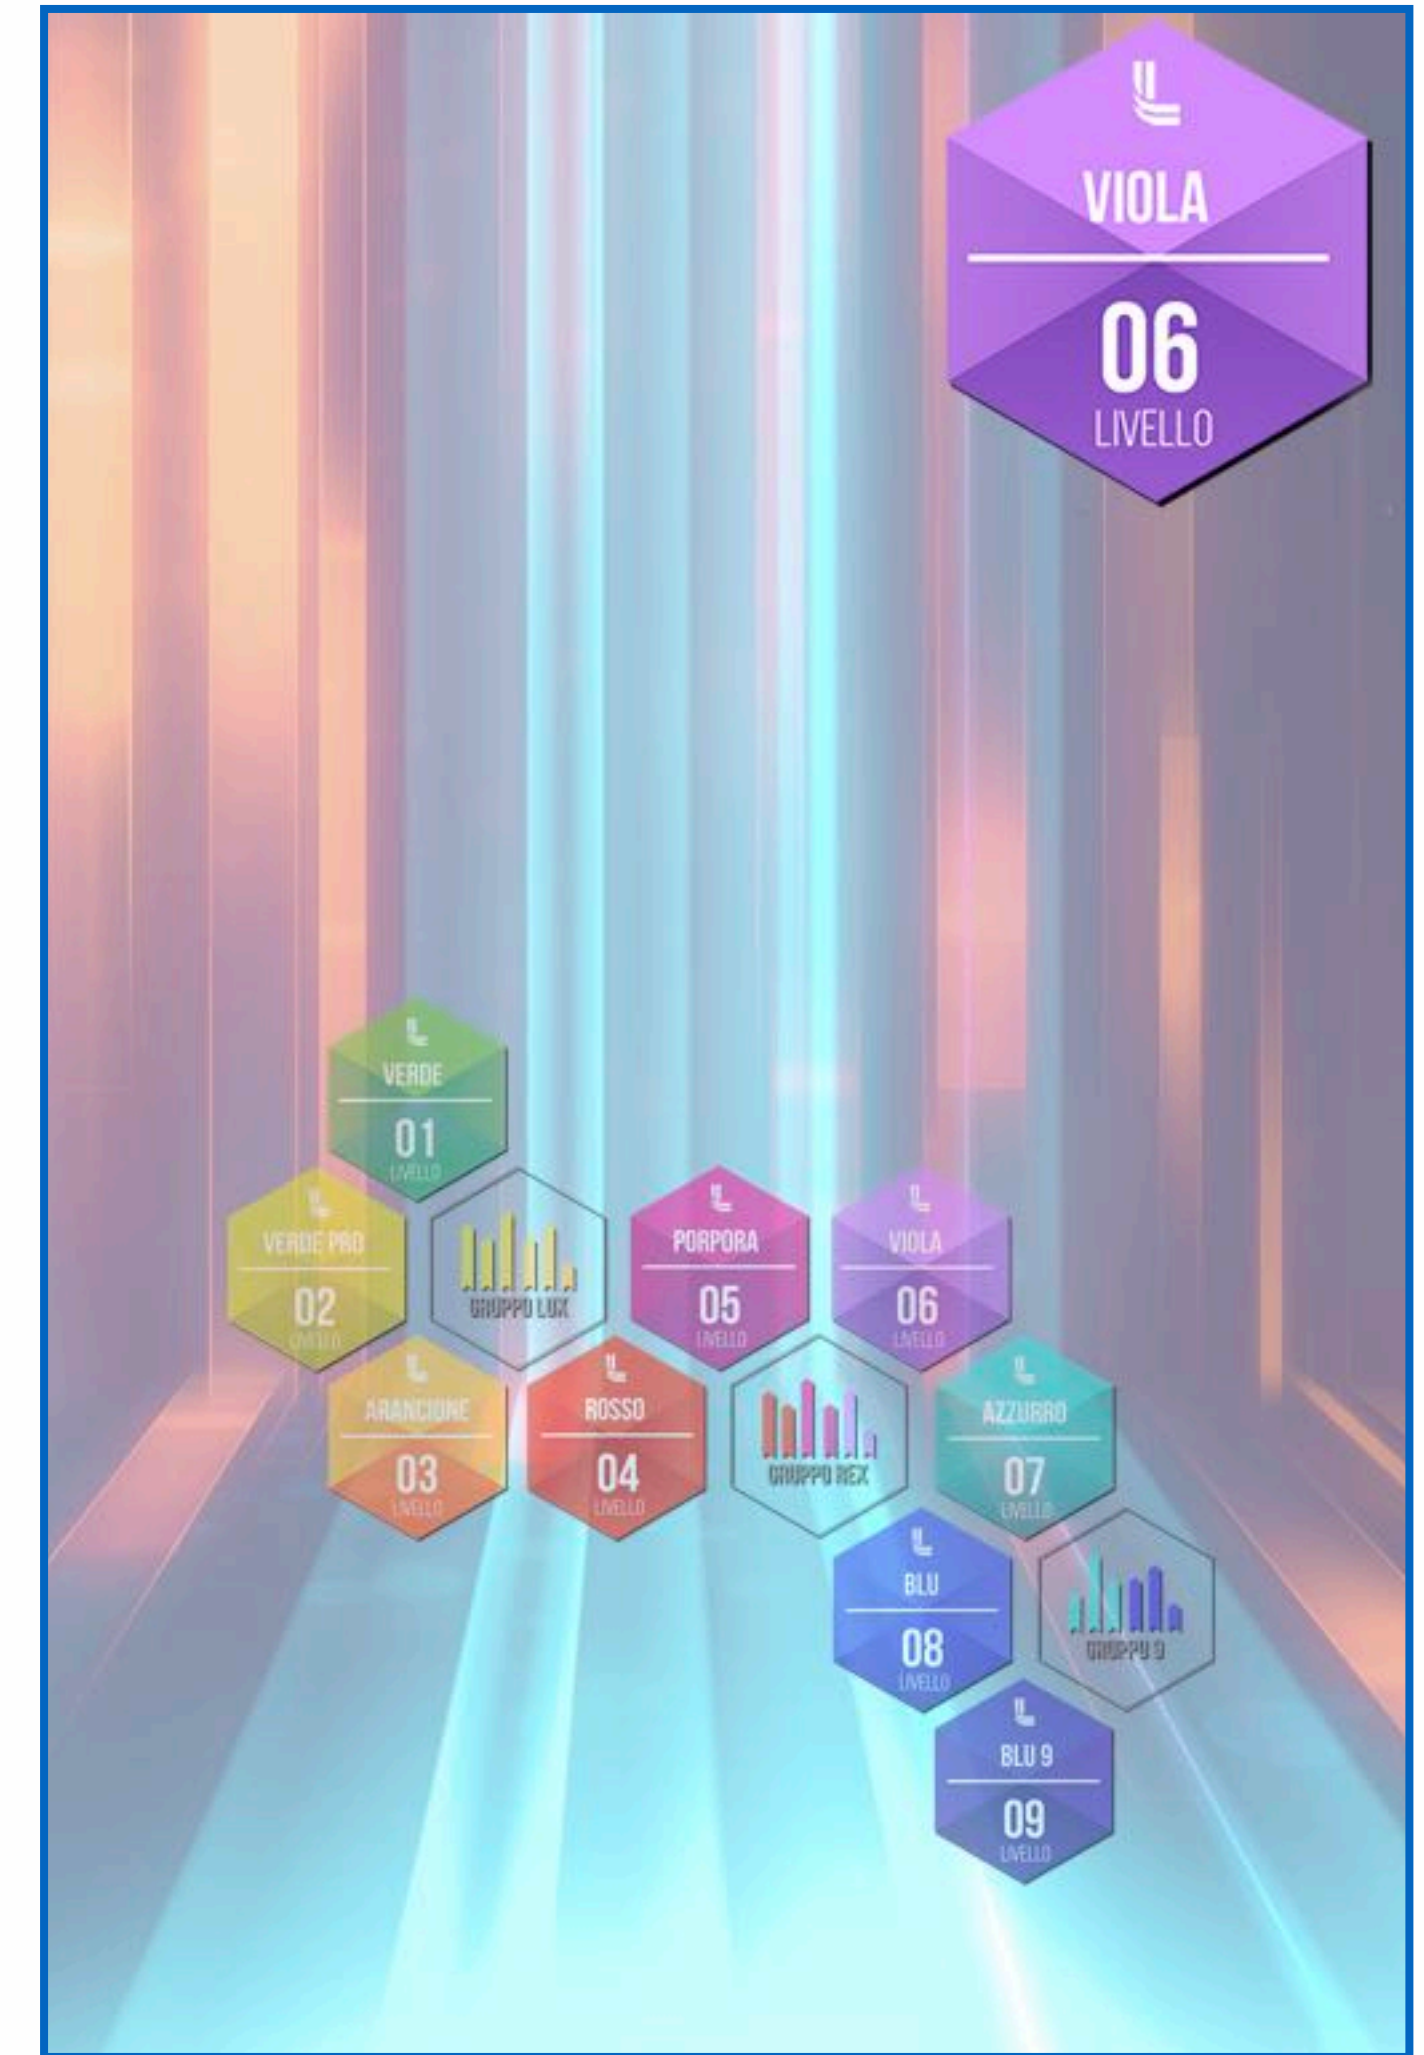 VIOLA
06
LIVELLO
VERDE
01
LIVELLO
VERDE PRO
02
LIVELLO
GRUPPO LUX
PORPORA
05
LIVELLO
VIOLA
06
LIVELLO
ARANCIONE
03
LIVELLO
ROSSO
04
LIVELLO
GRUPPO REX
AZZURRO
07
LIVELLO
BLU
08
LIVELLO
GRUPPO 9
BLU 9
09
LIVELLO